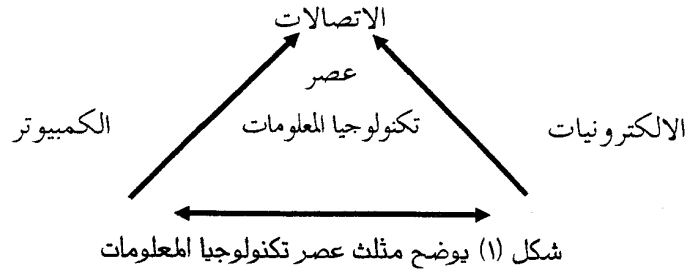 الاتصالات
عصر
تكنولوجيا المعلومات
الالكترونيات
الكمبيوتر
شكل (١) يوضح مثلث عصر تكنولوجيا المعلومات